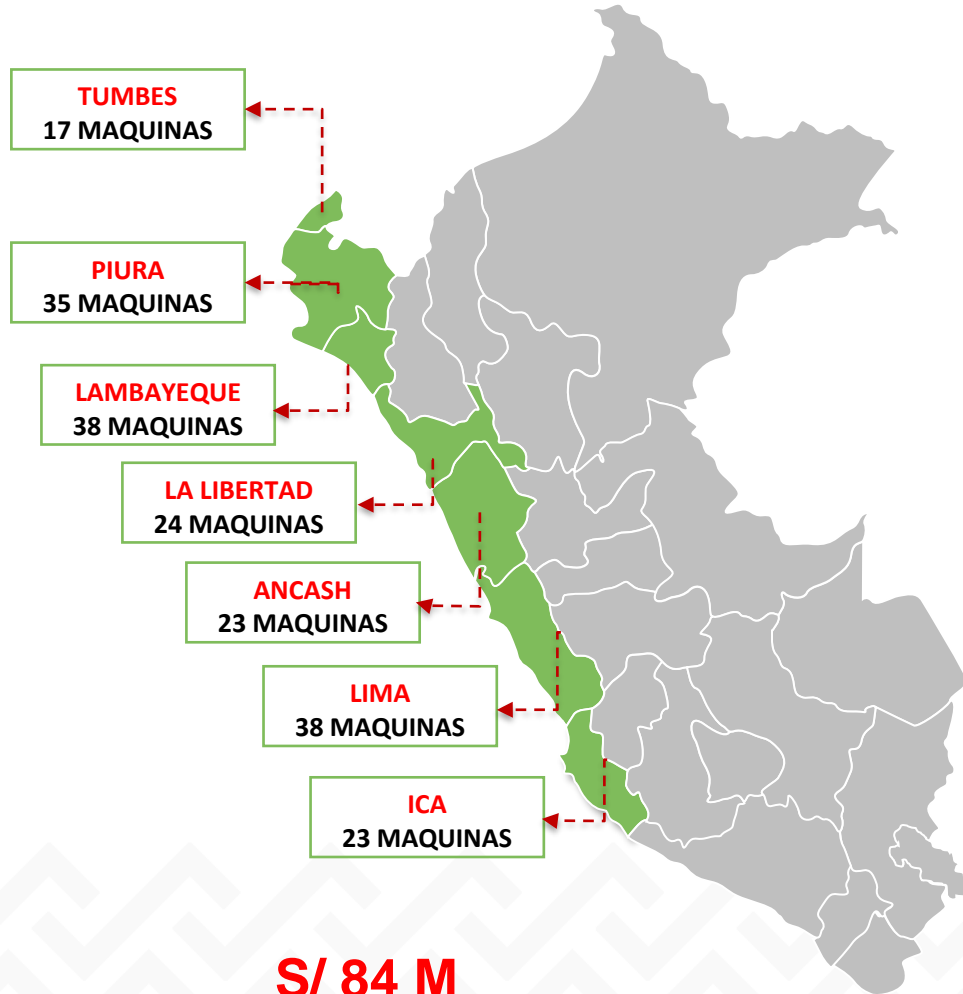 TUMBES
17 MAQUINAS
PIURA
35 MAQUINAS
LAMBAYEQUE
38 MAQUINAS
LA LIBERTAD
24 MAQUINAS
ANCASH
23 MAQUINAS
LIMA
38 MAQUINAS
ICA
23 MAQUINAS
S/ 84 M